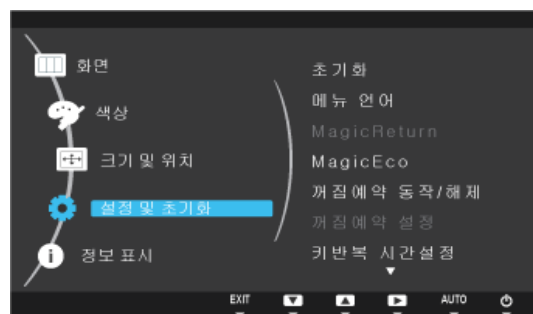 화면
색상
크기 및 위치
설정 및 초기화
정보 표시
초기화
메뉴 언어
MagicReturn
MagicEco
꺼짐예약 동작/해제
꺼짐예약 설정
키반복 시간설정
EXIT
AUTO